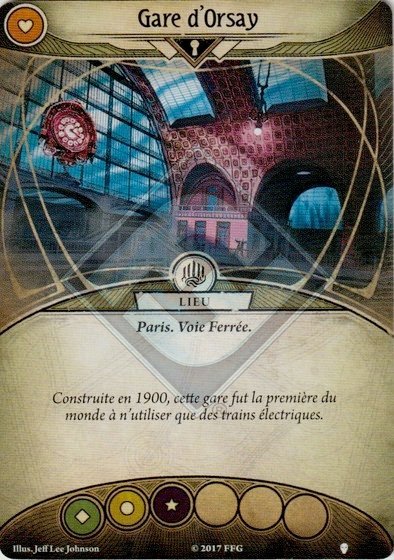 Gare d'Orsay
LIEU
Paris. Voie Ferrée.
Construite en 1900, cette gare fut la première du
monde à n'utiliser que des trains électriques.
Illus. Jeff Lee Johnson
© 2017 FFG